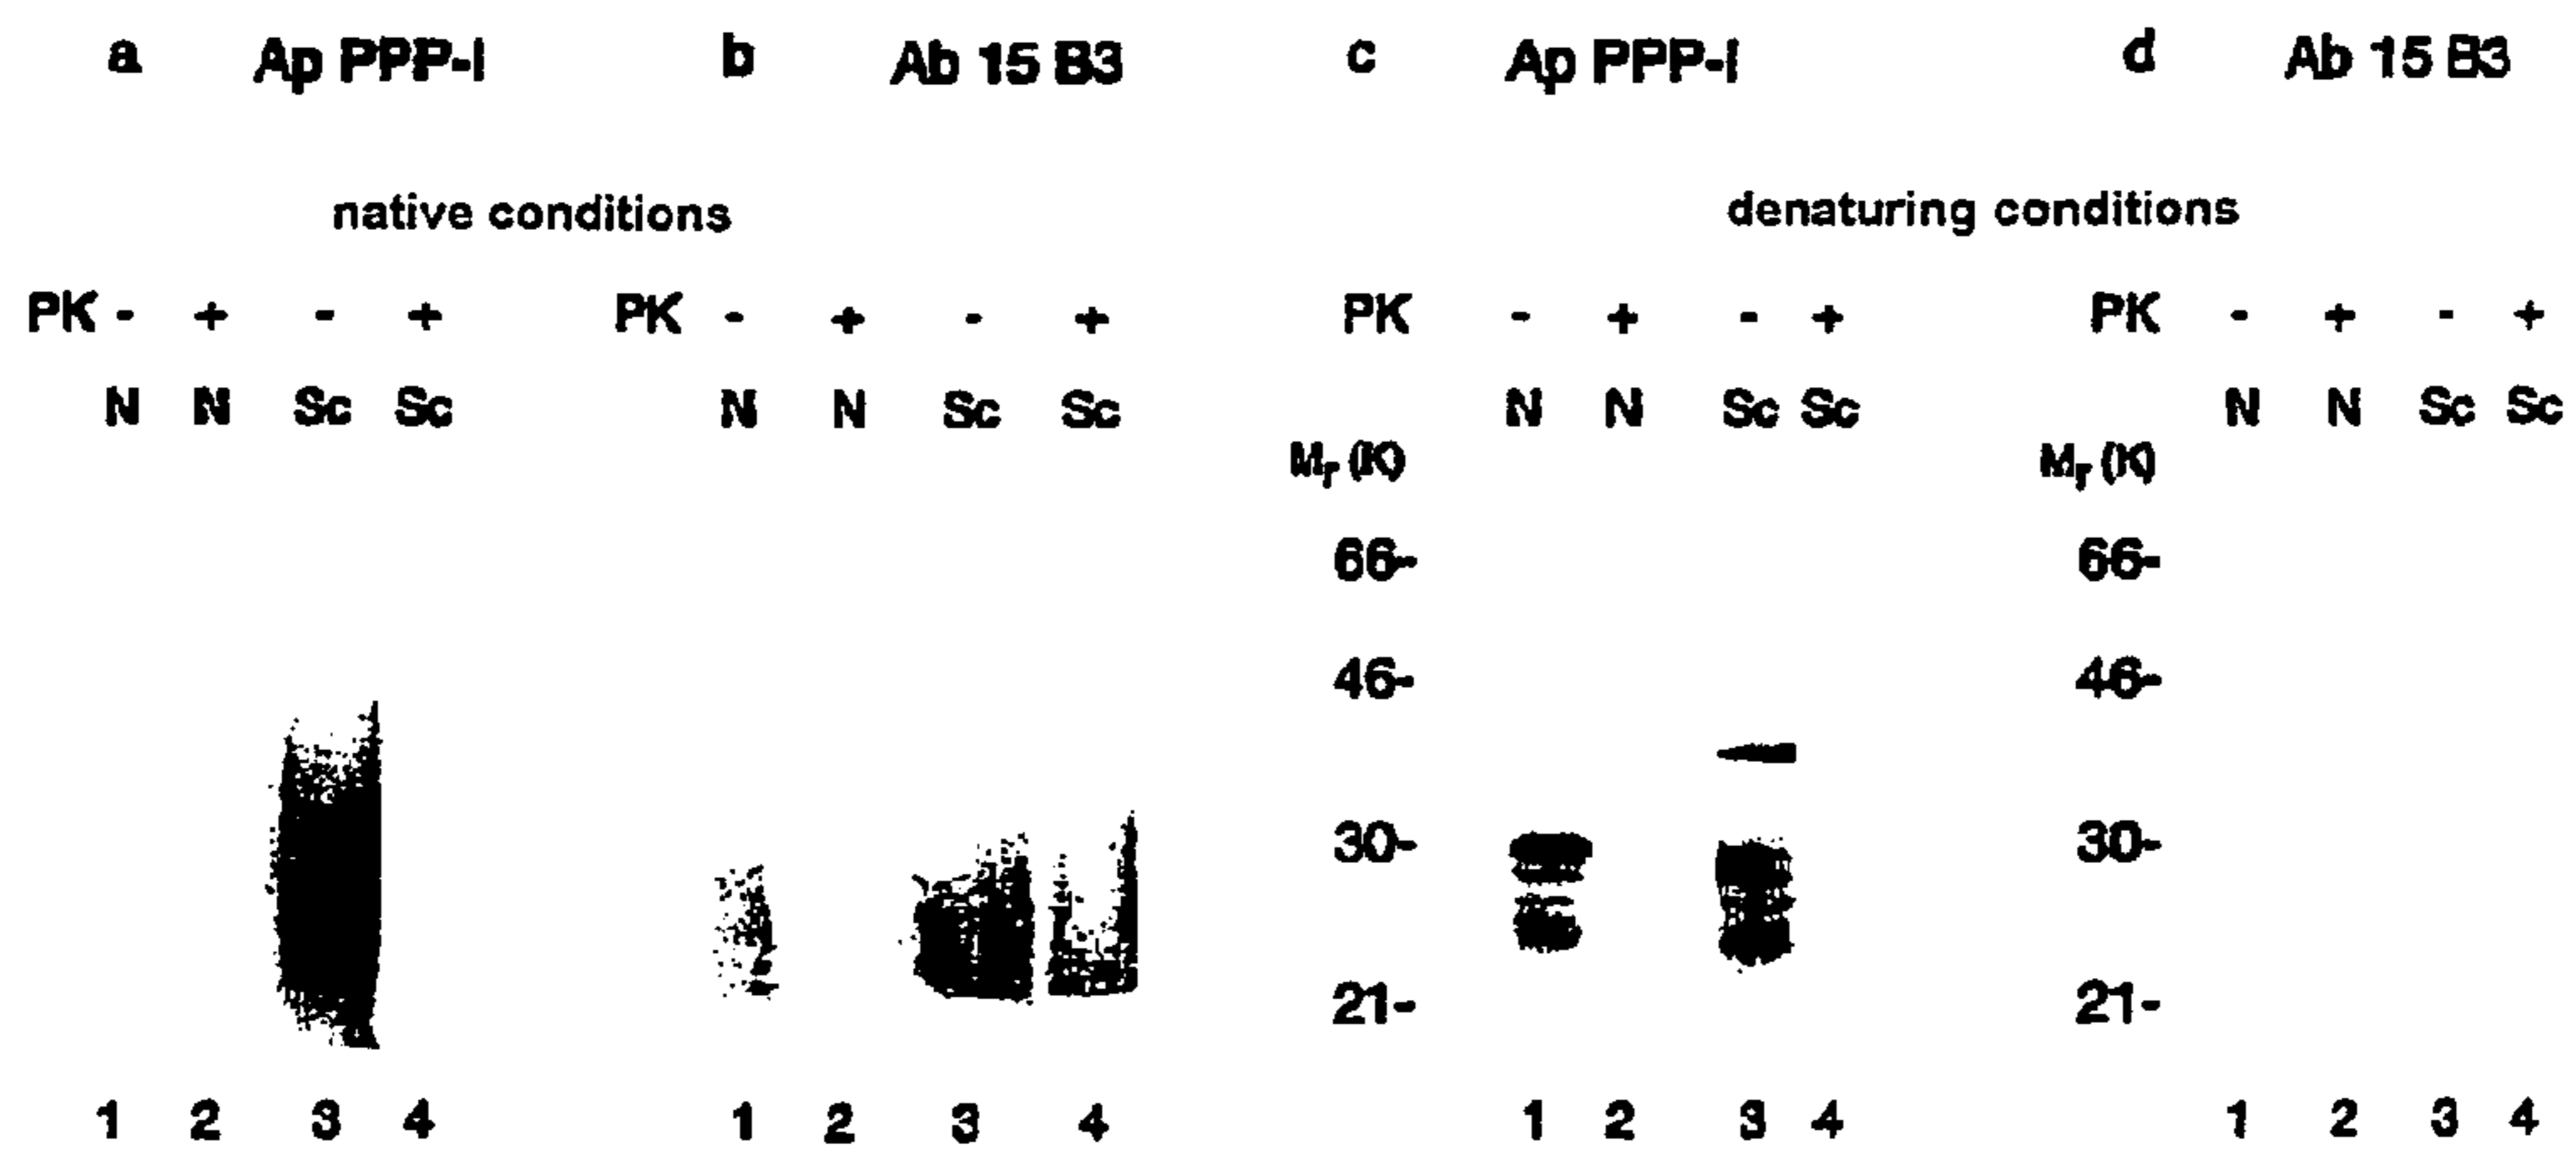 a Ap PPP-I b Ab 15 B3 c Ap PPP-I d Ab 15 B3
native conditions denaturing conditions
PK - + - + PK - + - + PK - + - + PK - + - +
N N Sc Sc N N Sc Sc N N Sc Sc N N Sc Sc
Mr (K) Mr (K)
66- 66-
46- 46-
30- 30-
21- 21-
1 2 3 4 1 2 3 4 1 2 3 4 1 2 3 4